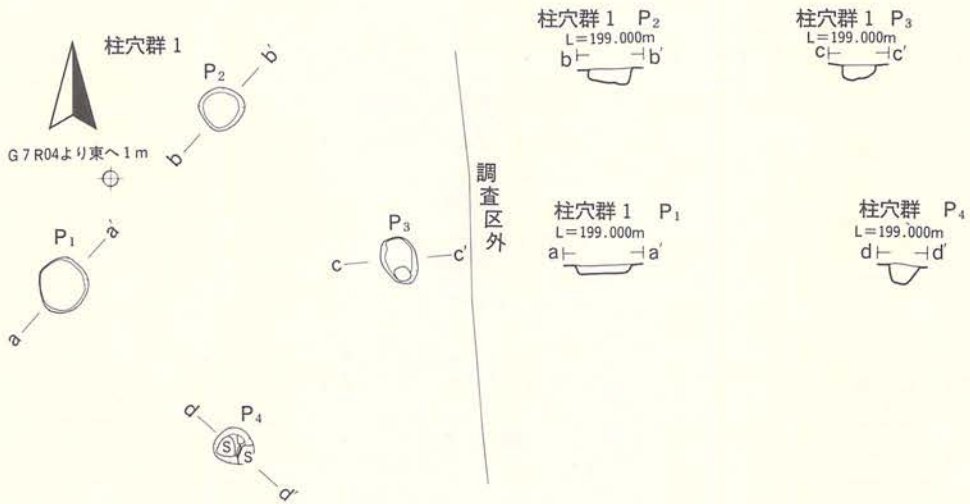 柱穴群1
P₂
b
b'
G7R04より東へ1m
P₁
a
a'
P₃
c
c'
調査区外
P₄
d
d'
S
S
柱穴群1 P₂
L=199.000m
b b'
柱穴群1 P₃
L=199.000m
c c'
柱穴群1 P₁
L=199.000m
a a'
柱穴群 P₄
L=199.000m
d d'